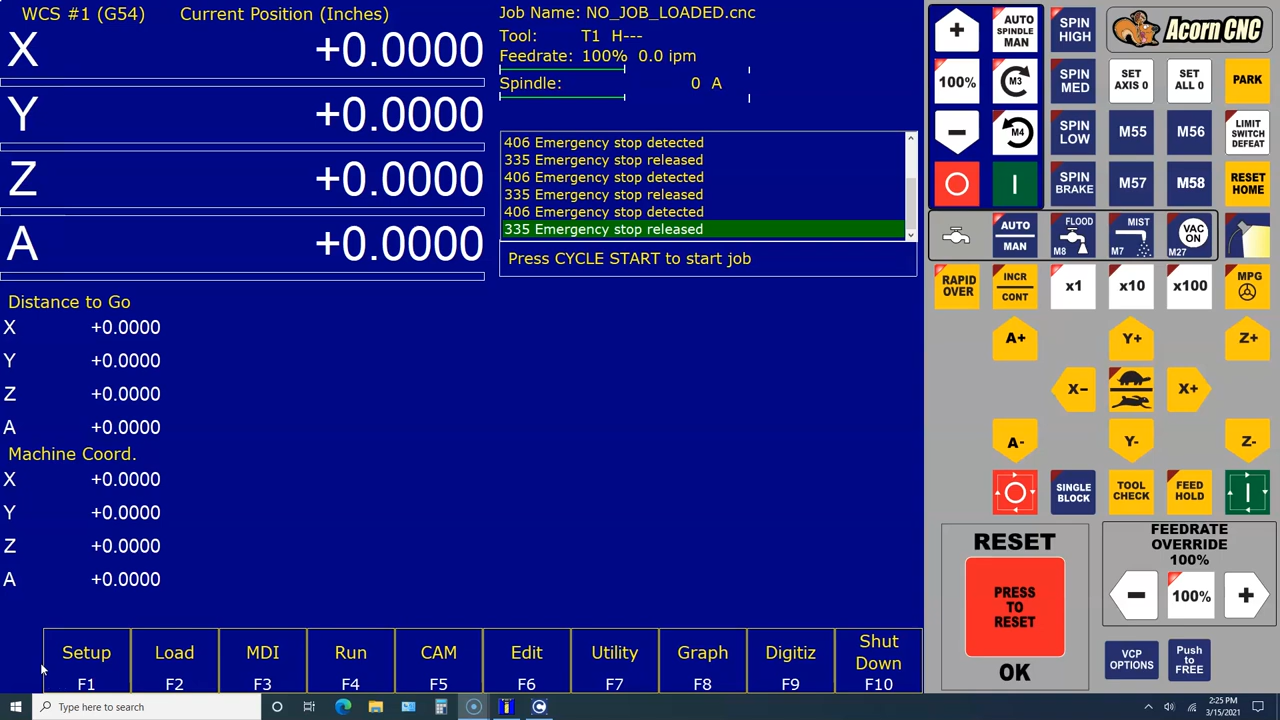 WCS #1 (G54) Current Position (Inches)
X +0.0000
Y +0.0000
Z +0.0000
A +0.0000
Distance to Go
X +0.0000
Y +0.0000
Z +0.0000
A +0.0000
Machine Coord.
X +0.0000
Y +0.0000
Z +0.0000
A +0.0000
Job Name: NO_JOB_LOADED.cnc
Tool: T1 H---
Feedrate: 100% 0.0 ipm
Spindle: 0 A
406 Emergency stop detected
335 Emergency stop released
406 Emergency stop detected
335 Emergency stop released
406 Emergency stop detected
335 Emergency stop released
Press CYCLE START to start job
Setup
F1
Load
F2
MDI
F3
Run
F4
CAM
F5
Edit
F6
Utility
F7
Graph
F8
Digitiz
F9
Shut
Down
F10
+
AUTO
SPINDLE
MAN
SPIN
HIGH
Acorn CNC
100%
M3
SPIN
MED
SET
AXIS 0
SET
ALL 0
PARK
M4
SPIN
LOW
M55
M56
LIMIT
SWITCH
DEFEAT
SPIN
BRAKE
M57
M58
RESET
HOME
AUTO
MAN
FLOOD
M8
MIST
M7
VAC
ON
M27
RAPID
OVER
INCR
CONT
x1
x10
x100
MPG
A+
Y+
Z+
X-
X+
A-
Y-
Z-
SINGLE
BLOCK
TOOL
CHECK
FEED
HOLD
RESET
PRESS
TO
RESET
OK
FEEDRATE
OVERRIDE
100%
100%
+
VCP
OPTIONS
Push
to
FREE
Type here to search
2:25 PM
3/15/2021